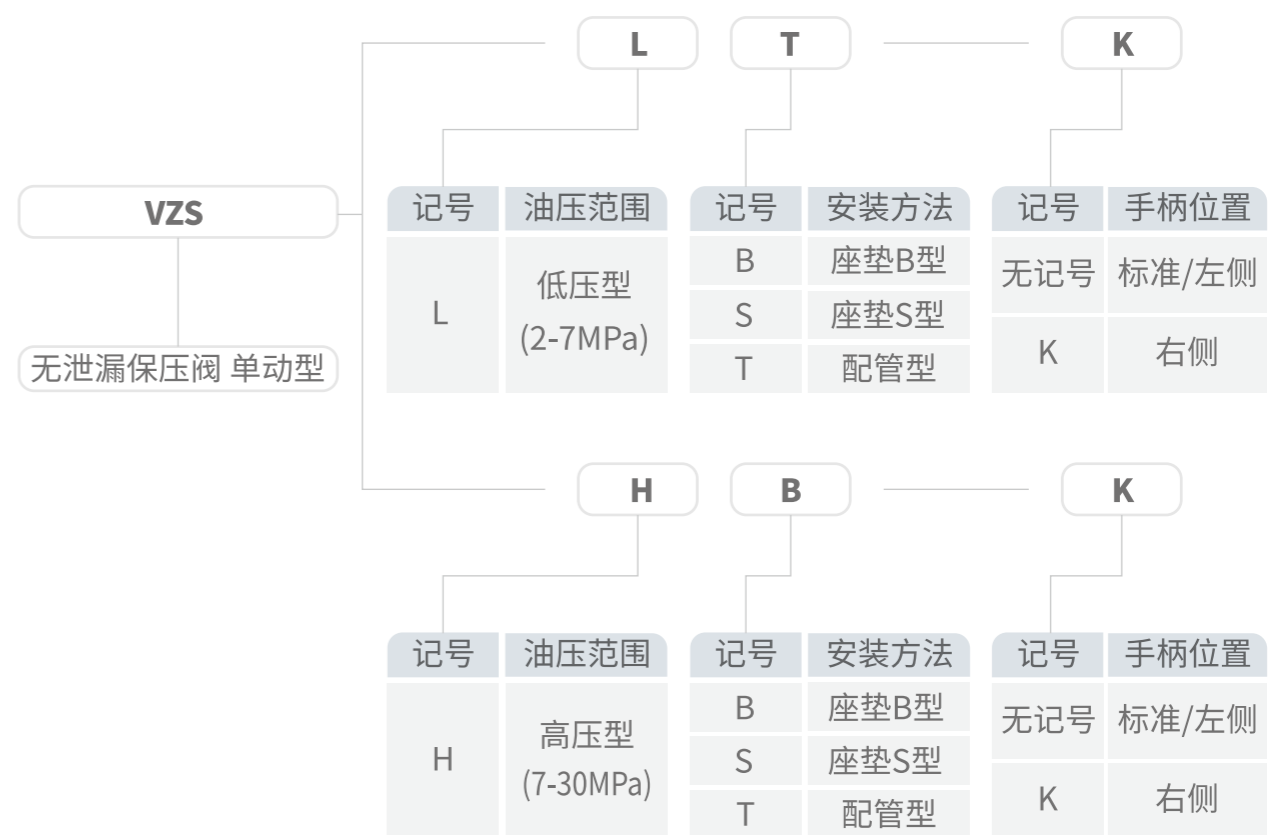 L T K
VZS
无泄漏保压阀 单动型
记号 油压范围
L 低压型
(2-7MPa)
记号 安装方法
B 座垫B型
S 座垫S型
T 配管型
记号 手柄位置
无记号 标准/左侧
K 右侧
H B K
记号 油压范围
H 高压型
(7-30MPa)
记号 安装方法
B 座垫B型
S 座垫S型
T 配管型
记号 手柄位置
无记号 标准/左侧
K 右侧